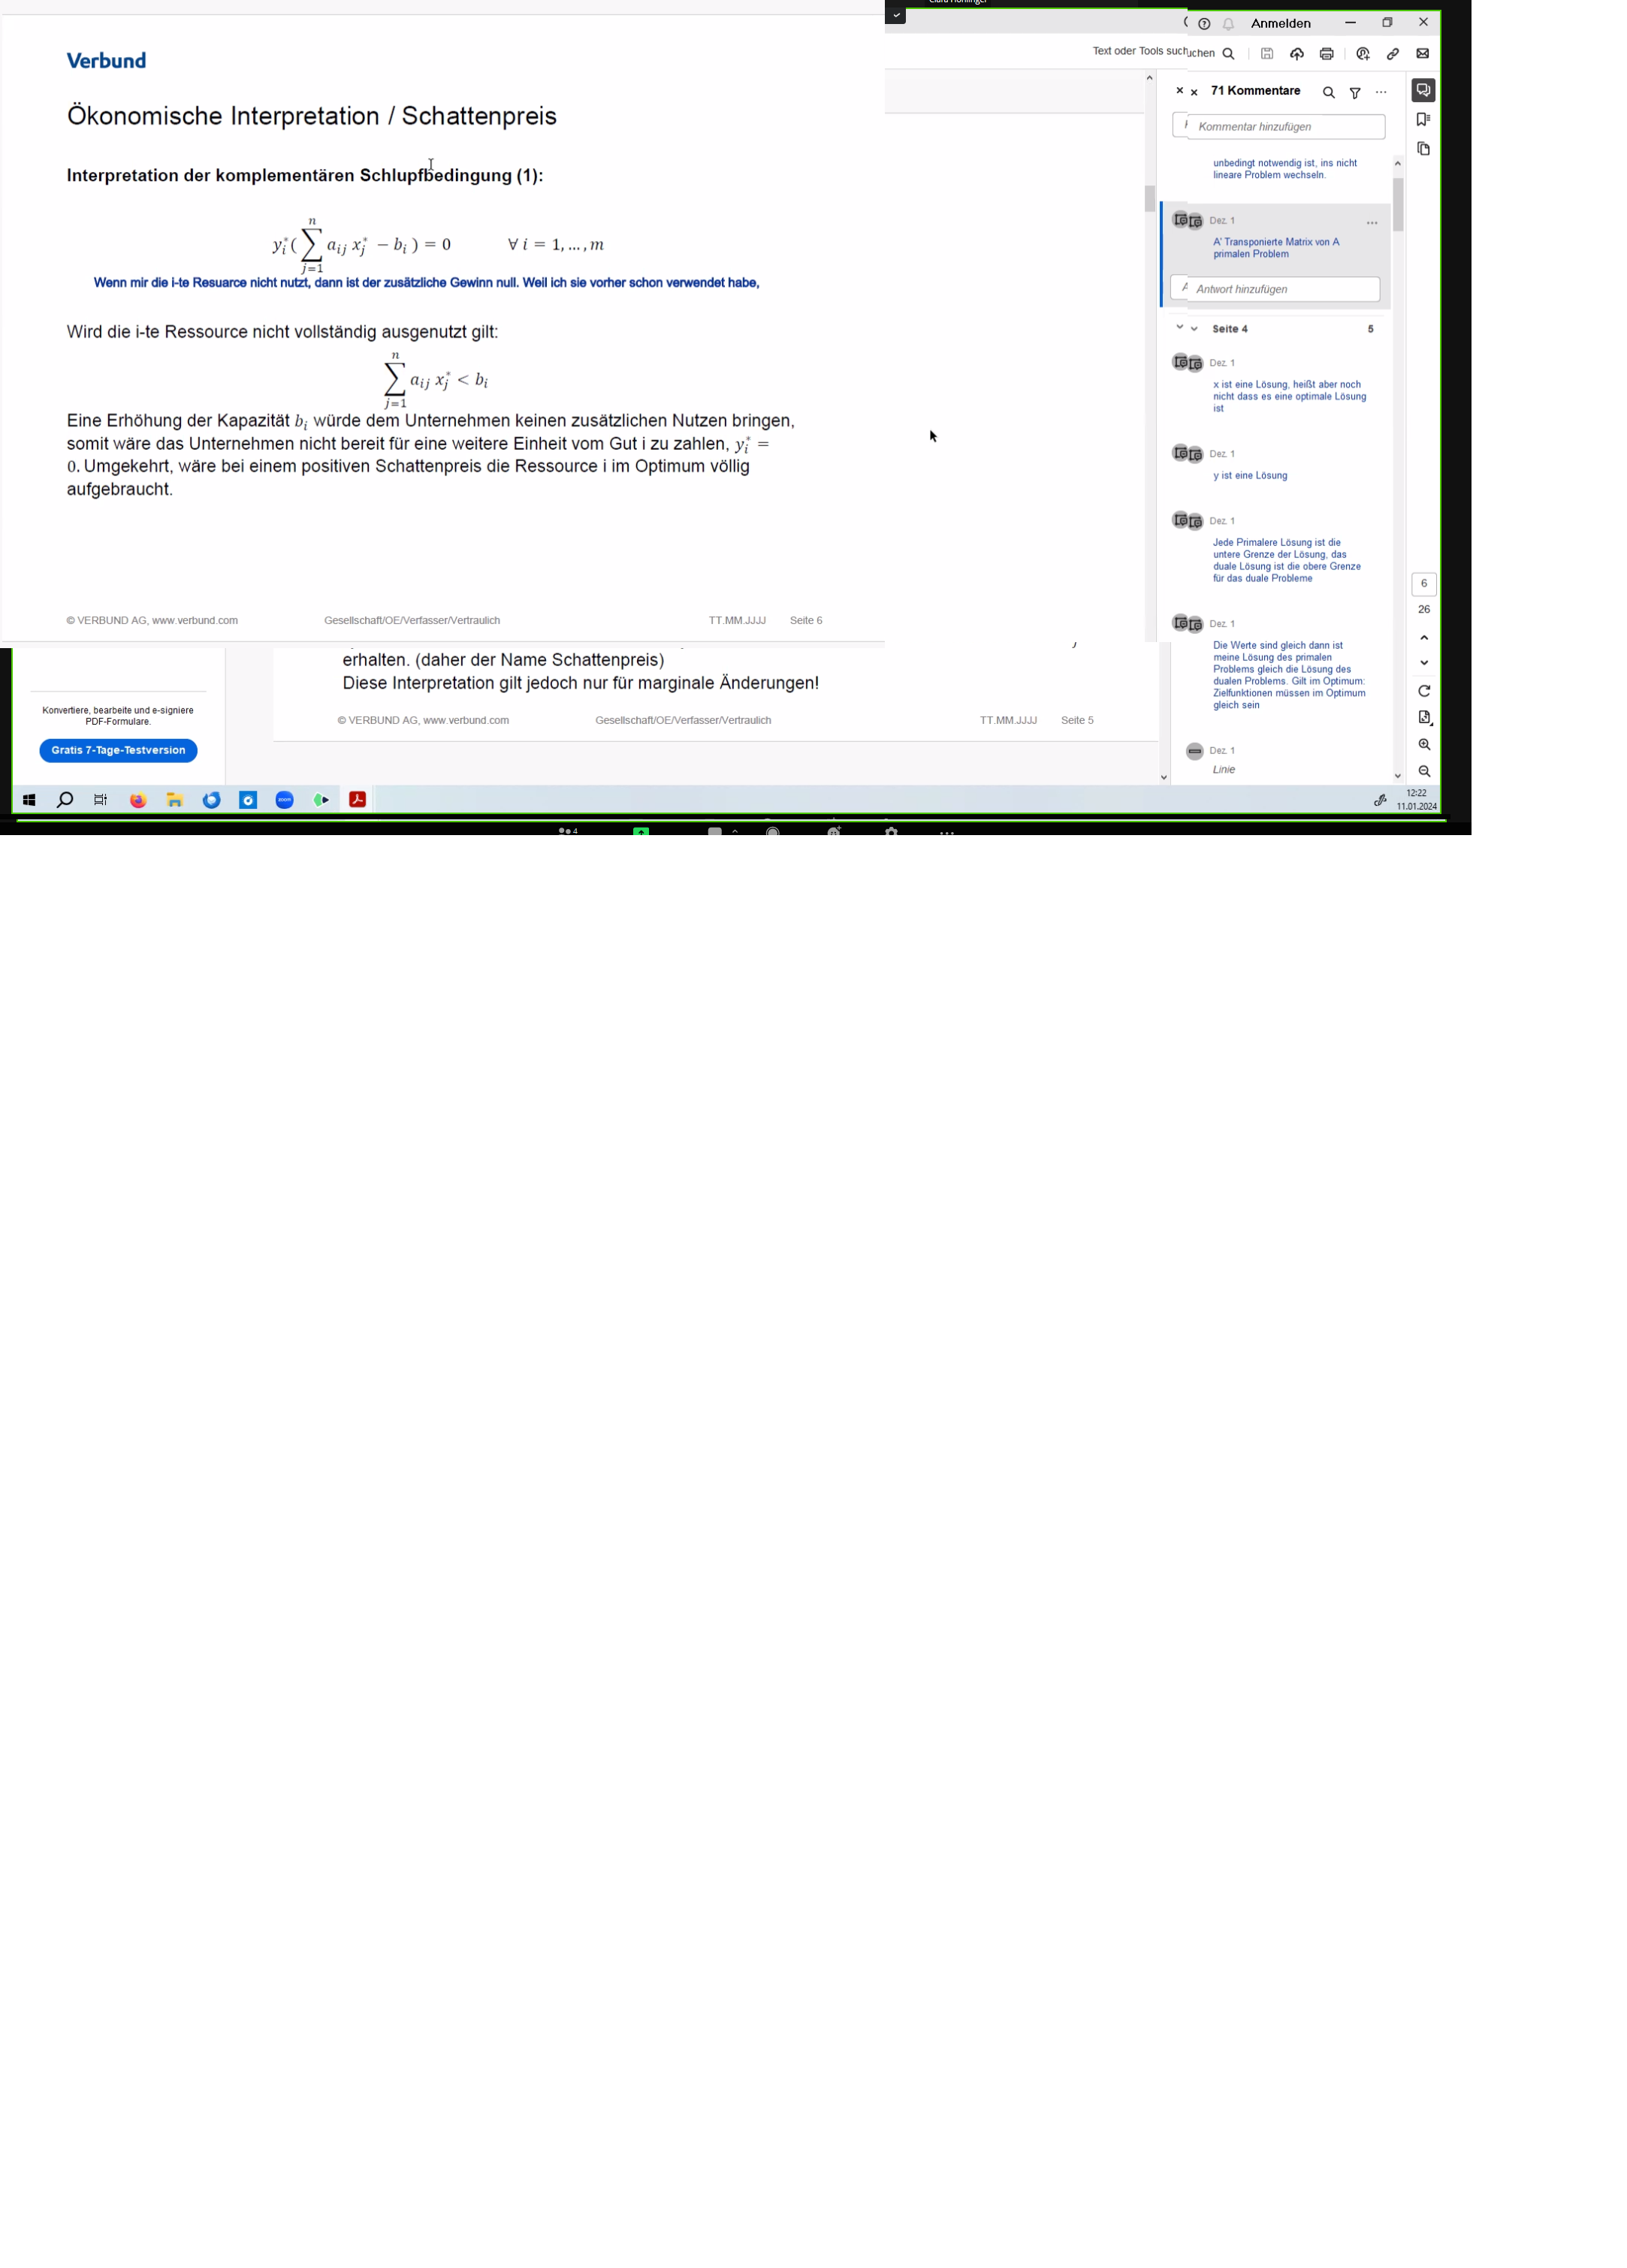 Verbund
Ökonomische Interpretation / Schattenpreis
Interpretation der komplementären Schlupfbedingung (1):
y_i^*(∑_{j=1}^{n} a_{ij} x_j^* − b_i) = 0 ∀ i = 1, … , m
Wenn mir die i-te Resuarce nicht nutzt, dann ist der zusätzliche Gewinn null. Weil ich sie vorher schon verwendet habe,
Wird die i-te Ressource nicht vollständig ausgenutzt gilt:
∑_{j=1}^{n} a_{ij} x_j^* < b_i
Eine Erhöhung der Kapazität b_i würde dem Unternehmen keinen zusätzlichen Nutzen bringen,
somit wäre das Unternehmen nicht bereit für eine weitere Einheit vom Gut i zu zahlen, y_i^* =
0. Umgekehrt, wäre bei einem positiven Schattenpreis die Ressource i im Optimum völlig
aufgebraucht.
© VERBUND AG, www.verbund.com Gesellschaft/OE/Verfasser/Vertraulich TT.MM.JJJJ Seite 6
erhalten. (daher der Name Schattenpreis)
Diese Interpretation gilt jedoch nur für marginale Änderungen!
© VERBUND AG, www.verbund.com Gesellschaft/OE/Verfasser/Vertraulich TT.MM.JJJJ Seite 5
Konvertiere, bearbeite und e-signiere
PDF-Formulare.
Gratis 7-Tage-Testversion
Anmelden
Text oder Tools such
uchen
71 Kommentare
Kommentar hinzufügen
unbedingt notwendig ist, ins nicht
lineare Problem wechseln.
Dez. 1
A' Transponierte Matrix von A
primalen Problem
Antwort hinzufügen
Seite 4 5
Dez. 1
x ist eine Lösung, heißt aber noch
nicht dass es eine optimale Lösung
ist
Dez. 1
y ist eine Lösung
Dez. 1
Jede Primalere Lösung ist die
untere Grenze der Lösung, das
duale Lösung ist die obere Grenze
für das duale Probleme
Dez. 1
Die Werte sind gleich dann ist
meine Lösung des primalen
Problems gleich die Lösung des
dualen Problems. Gilt im Optimum:
Zielfunktionen müssen im Optimum
gleich sein
Dez. 1
Linie
6
26
zoom
12:22
11.01.2024
4